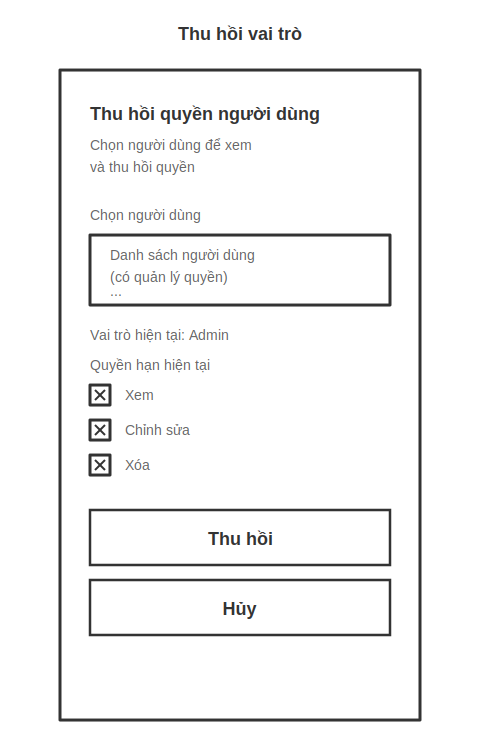 Thu hồi vai trò
Thu hồi quyền người dùng
Chọn người dùng để xem
và thu hồi quyền
Chọn người dùng
Danh sách người dùng
(có quản lý quyền)
...
Vai trò hiện tại: Admin
Quyền hạn hiện tại
Xem
Chỉnh sửa
Xóa
Thu hồi
Hủy